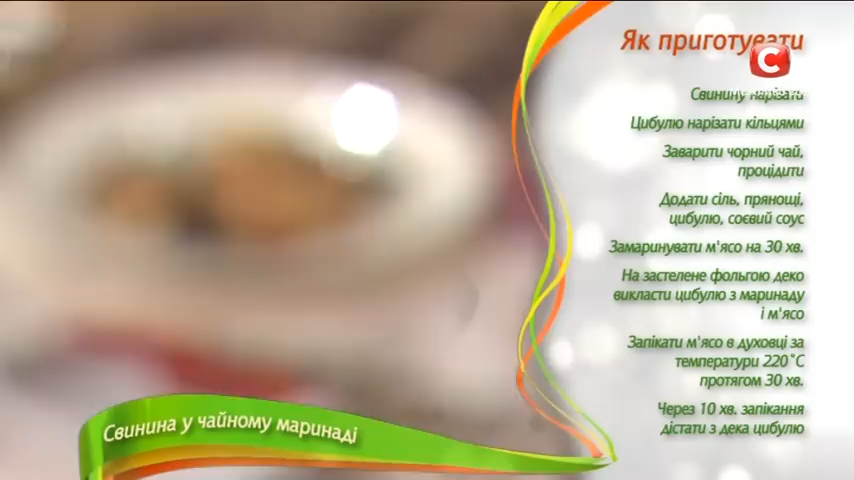 Як приготувати
С
Свинину нарізати
Цибулю нарізати кільцями
Заварити чорний чай,
процідити
Додати сіль, прянощі,
цибулю, соєвий соус
Замаринувати м'ясо на 30 хв.
На застелене фольгою деко
викласти цибулю з маринаду
і м'ясо
Запікати м'ясо в духовці за
температури 220˚С
протягом 30 хв.
Через 10 хв. запікання
дістати з дека цибулю
Свинина у чайному маринаді